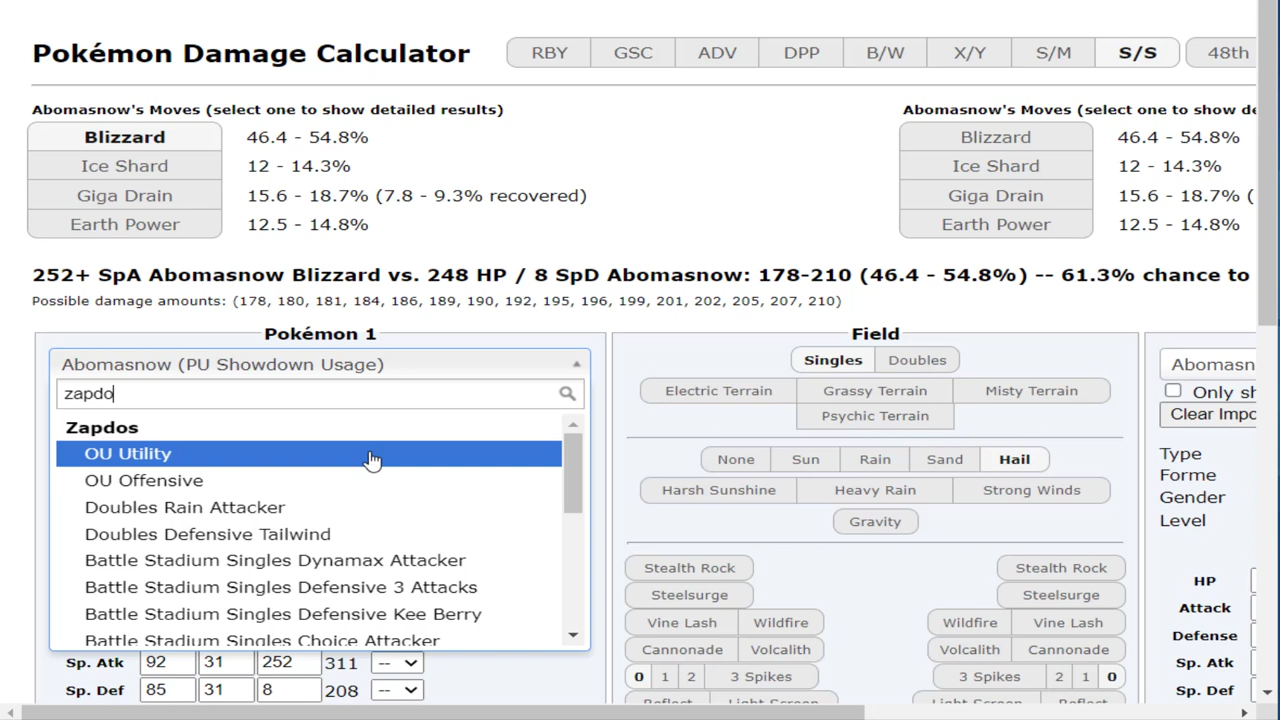 Pokémon Damage Calculator
RBY GSC ADV DPP B/W X/Y S/M S/S 48th
Abomasnow's Moves (select one to show detailed results)
Blizzard 46.4 - 54.8%
Ice Shard 12 - 14.3%
Giga Drain 15.6 - 18.7% (7.8 - 9.3% recovered)
Earth Power 12.5 - 14.8%
Abomasnow's Moves (select one to show de
Blizzard 46.4 - 54.8%
Ice Shard 12 - 14.3%
Giga Drain 15.6 - 18.7% (
Earth Power 12.5 - 14.8%
252+ SpA Abomasnow Blizzard vs. 248 HP / 8 SpD Abomasnow: 178-210 (46.4 - 54.8%) -- 61.3% chance to
Possible damage amounts: (178, 180, 181, 184, 186, 189, 190, 192, 195, 196, 199, 201, 202, 205, 207, 210)
Pokémon 1
Abomasnow (PU Showdown Usage)
zapdo
Zapdos
OU Utility
OU Offensive
Doubles Rain Attacker
Doubles Defensive Tailwind
Battle Stadium Singles Dynamax Attacker
Battle Stadium Singles Defensive 3 Attacks
Battle Stadium Singles Defensive Kee Berry
Battle Stadium Singles Choice Attacker
Sp. Atk 92 31 252 311 --
Sp. Def 85 31 8 208 --
Field
Singles Doubles
Electric Terrain Grassy Terrain Misty Terrain
Psychic Terrain
None Sun Rain Sand Hail
Harsh Sunshine Heavy Rain Strong Winds
Gravity
Stealth Rock Stealth Rock
Steelsurge Steelsurge
Vine Lash Wildfire Wildfire Vine Lash
Cannonade Volcalith Volcalith Cannonade
0 1 2 3 Spikes 3 Spikes 2 1 0
Reflect Light Screen Light Screen Reflect
Abomasn
Only sh
Clear Impo
Type
Forme
Gender
Level
HP
Attack
Defense
Sp. Atk
Sp. Def